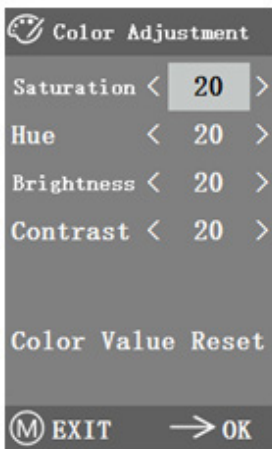 Color Adjustment
Saturation < 20 >
Hue < 20 >
Brightness < 20 >
Contrast < 20 >
Color Value Reset
M EXIT → OK